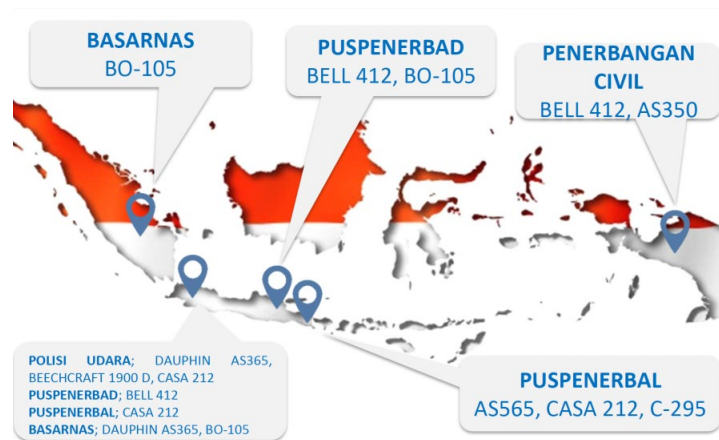 BASARNAS
BO-105
PUSPENERBAD
BELL 412, BO-105
PENERBANGAN
CIVIL
BELL 412, AS350
POLISI UDARA; DAUPHIN AS365,
BEECHCRAFT 1900 D, CASA 212
PUSPENERBAD; BELL 412
PUSPENERBAL; CASA 212
BASARNAS; DAUPHIN AS365, BO-105
PUSPENERBAL
AS565, CASA 212, C-295